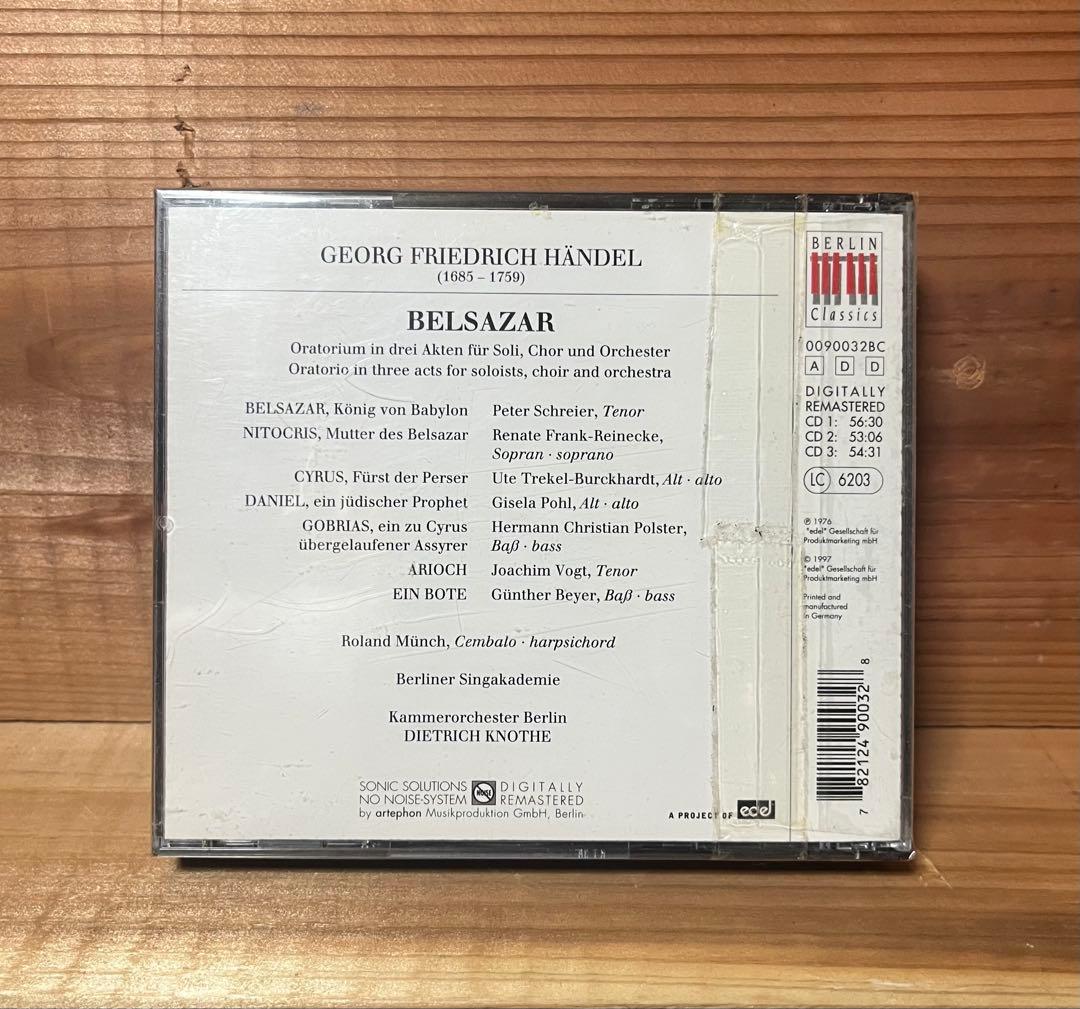 GEORG FRIEDRICH HÄNDEL
(1685 – 1759)
BELSAZAR
Oratorium in drei Akten für Soli, Chor und Orchester
Oratorio in three acts for soloists, choir and orchestra
BELSAZAR, König von Babylon Peter Schreier, Tenor
NITOCRIS, Mutter des Belsazar Renate Frank-Reinecke,
Sopran · soprano
CYRUS, Fürst der Perser Ute Trekel-Burckhardt, Alt · alto
DANIEL, ein jüdischer Prophet Gisela Pohl, Alt · alto
GOBRIAS, ein zu Cyrus Hermann Christian Polster,
übergelaufener Assyrer Baß · bass
ARIOCH Joachim Vogt, Tenor
EIN BOTE Günther Beyer, Baß · bass
Roland Münch, Cembalo · harpsichord
Berliner Singakademie
Kammerorchester Berlin
DIETRICH KNOTHE
SONIC SOLUTIONS NO NOISE DIGITALLY
NO NOISE-SYSTEM REMASTERED
by artephon Musikproduktion GmbH, Berlin
A PROJECT OF edel
BERLIN
Classics
0090032BC
A D D
DIGITALLY
REMASTERED
CD 1: 56:30
CD 2: 53:06
CD 3: 54:31
LC 6203
℗ 1976
"edel" Gesellschaft für
Produktmarketing mbH
© 1997
"edel" Gesellschaft für
Produktmarketing mbH
Printed and
manufactured
in Germany
7 82124 90032 8